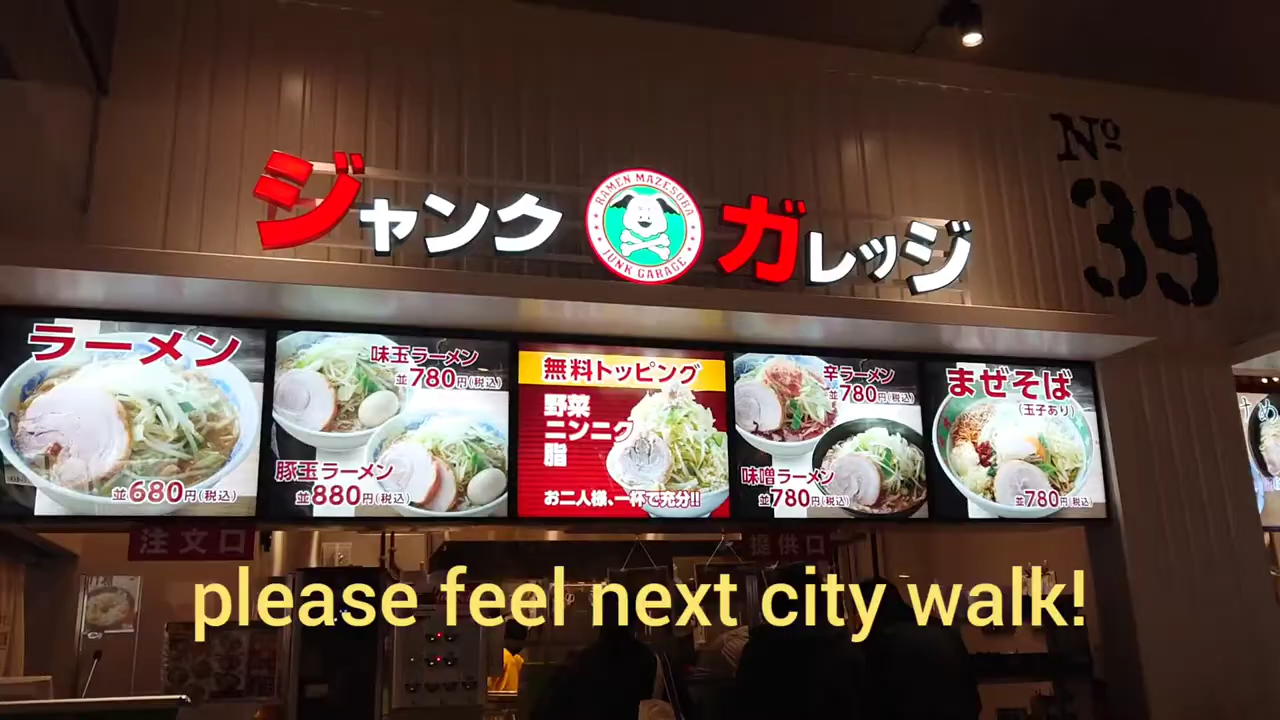 ジャンク ガレッジ
RAMEN MAZESOBA
JUNK GARAGE
No
39
ラーメン
並680円(税込)
味玉ラーメン
並780円(税込)
豚玉ラーメン
並880円(税込)
無料トッピング
野菜
ニンニク
脂
お二人様、一杯で充分!!
辛ラーメン
並780円(税込)
味噌ラーメン
並780円(税込)
まぜそば
(玉子あり)
並780円(税込)
注文口
提供口
please feel next city walk!